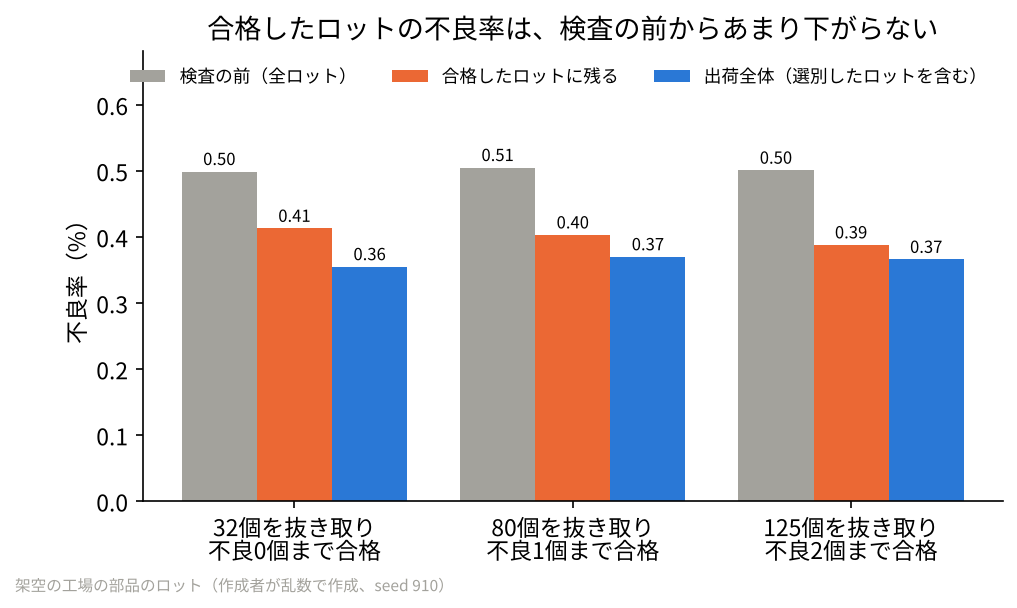 合格したロットの不良率は、検査の前からあまり下がらない
検査の前（全ロット）
合格したロットに残る
出荷全体（選別したロットを含む）
不良率（%）
0.6
0.5
0.4
0.3
0.2
0.1
0.0
0.50
0.41
0.36
0.51
0.40
0.37
0.50
0.39
0.37
32個を抜き取り
不良0個まで合格
80個を抜き取り
不良1個まで合格
125個を抜き取り
不良2個まで合格
架空の工場の部品のロット（作成者が乱数で作成、seed 910）